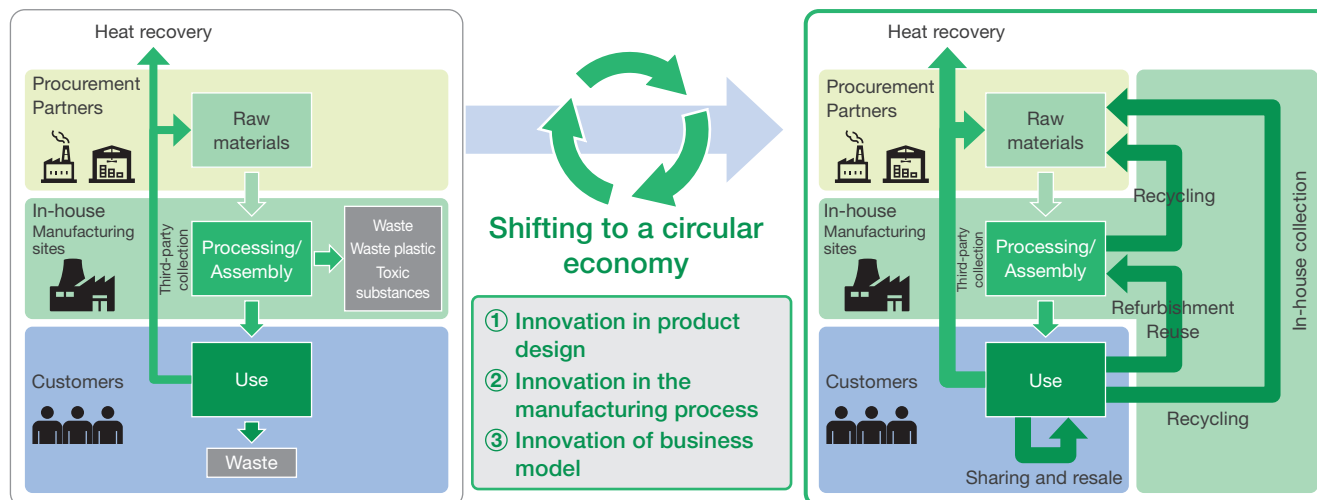 Heat recovery
Procurement
Partners
Raw
materials
In-house
Manufacturing
sites
Third-party
collection
Processing/
Assembly
Waste
Waste plastic
Toxic
substances
Customers
Use
Waste
Shifting to a circular
economy
① Innovation in product
design
② Innovation in the
manufacturing process
③ Innovation of business
model
Heat recovery
Procurement
Partners
Raw
materials
Recycling
In-house
Manufacturing
sites
Third-party
collection
Processing/
Assembly
Refurbishment
Reuse
In-house collection
Customers
Use
Recycling
Sharing and resale